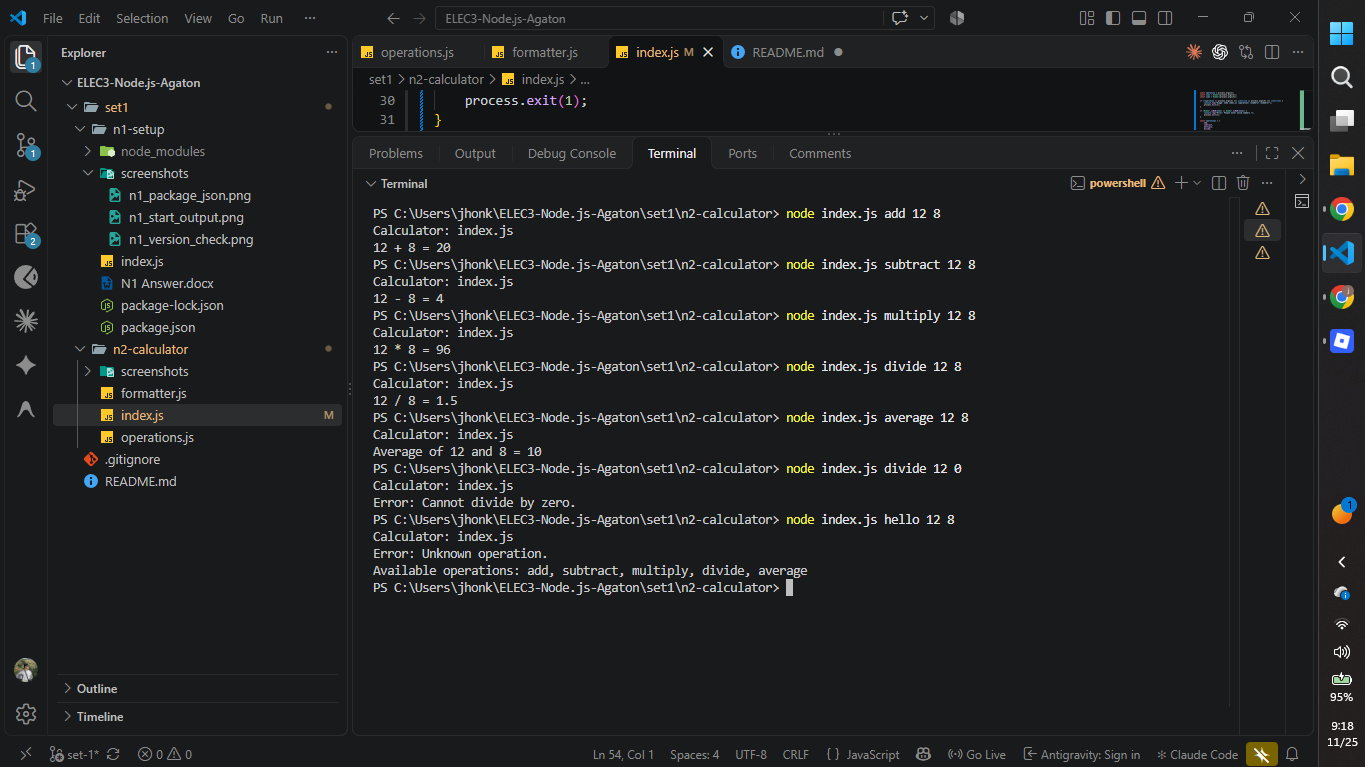 File Edit Selection View Go Run ···
ELEC3-Node.js-Agaton
Explorer ···
ELEC3-Node.js-Agaton
set1
n1-setup
node_modules
screenshots
n1_package_json.png
n1_start_output.png
n1_version_check.png
index.js
N1 Answer.docx
package-lock.json
package.json
n2-calculator
screenshots
formatter.js
index.js M
operations.js
.gitignore
README.md
Outline
Timeline
operations.js formatter.js index.js M README.md
set1 > n2-calculator > index.js > ...
30 process.exit(1);
31 }
Problems Output Debug Console Terminal Ports Comments
Terminal
powershell
PS C:\Users\jhonk\ELEC3-Node.js-Agaton\set1\n2-calculator> node index.js add 12 8
Calculator: index.js
12 + 8 = 20
PS C:\Users\jhonk\ELEC3-Node.js-Agaton\set1\n2-calculator> node index.js subtract 12 8
Calculator: index.js
12 - 8 = 4
PS C:\Users\jhonk\ELEC3-Node.js-Agaton\set1\n2-calculator> node index.js multiply 12 8
Calculator: index.js
12 * 8 = 96
PS C:\Users\jhonk\ELEC3-Node.js-Agaton\set1\n2-calculator> node index.js divide 12 8
Calculator: index.js
12 / 8 = 1.5
PS C:\Users\jhonk\ELEC3-Node.js-Agaton\set1\n2-calculator> node index.js average 12 8
Calculator: index.js
Average of 12 and 8 = 10
PS C:\Users\jhonk\ELEC3-Node.js-Agaton\set1\n2-calculator> node index.js divide 12 0
Calculator: index.js
Error: Cannot divide by zero.
PS C:\Users\jhonk\ELEC3-Node.js-Agaton\set1\n2-calculator> node index.js hello 12 8
Calculator: index.js
Error: Unknown operation.
Available operations: add, subtract, multiply, divide, average
PS C:\Users\jhonk\ELEC3-Node.js-Agaton\set1\n2-calculator>
set-1* 0 0
Ln 54, Col 1 Spaces: 4 UTF-8 CRLF {} JavaScript Go Live Antigravity: Sign in Claude Code
1
1
2
1
95%
9:18
11/25